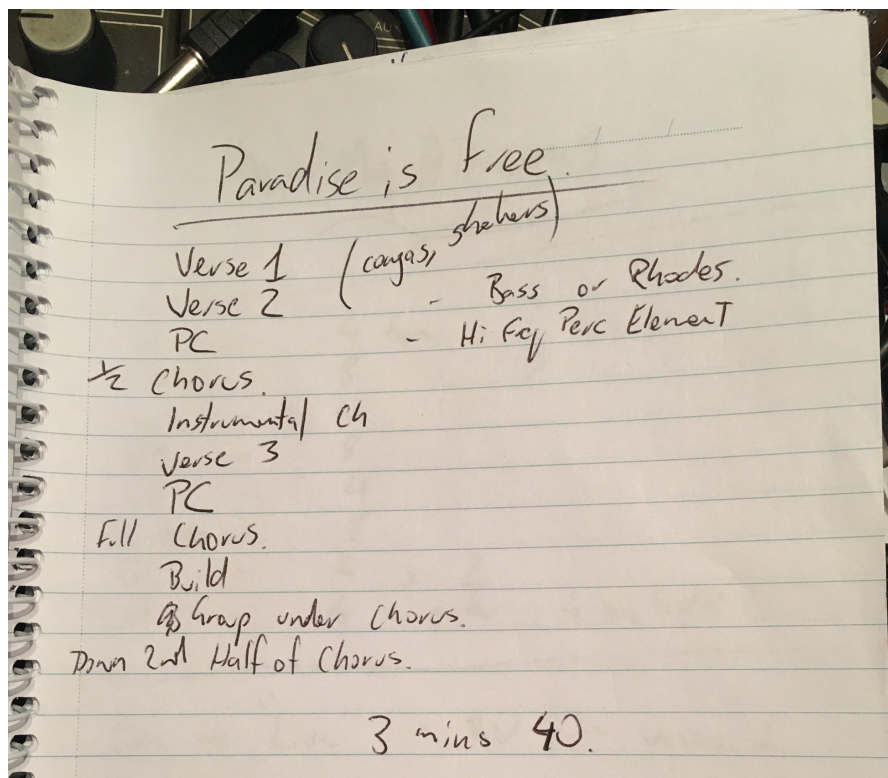 AUX
Paradise is free.
Verse 1 (congas, shakers)
Verse 2 - Bass or Rhodes.
PC - Hi Freq Perc Element
1/2 Chorus.
Instrumental Ch
Verse 3
PC
Full Chorus.
Build
Group under Chorus.
Down 2nd Half of Chorus.
3 mins 40.